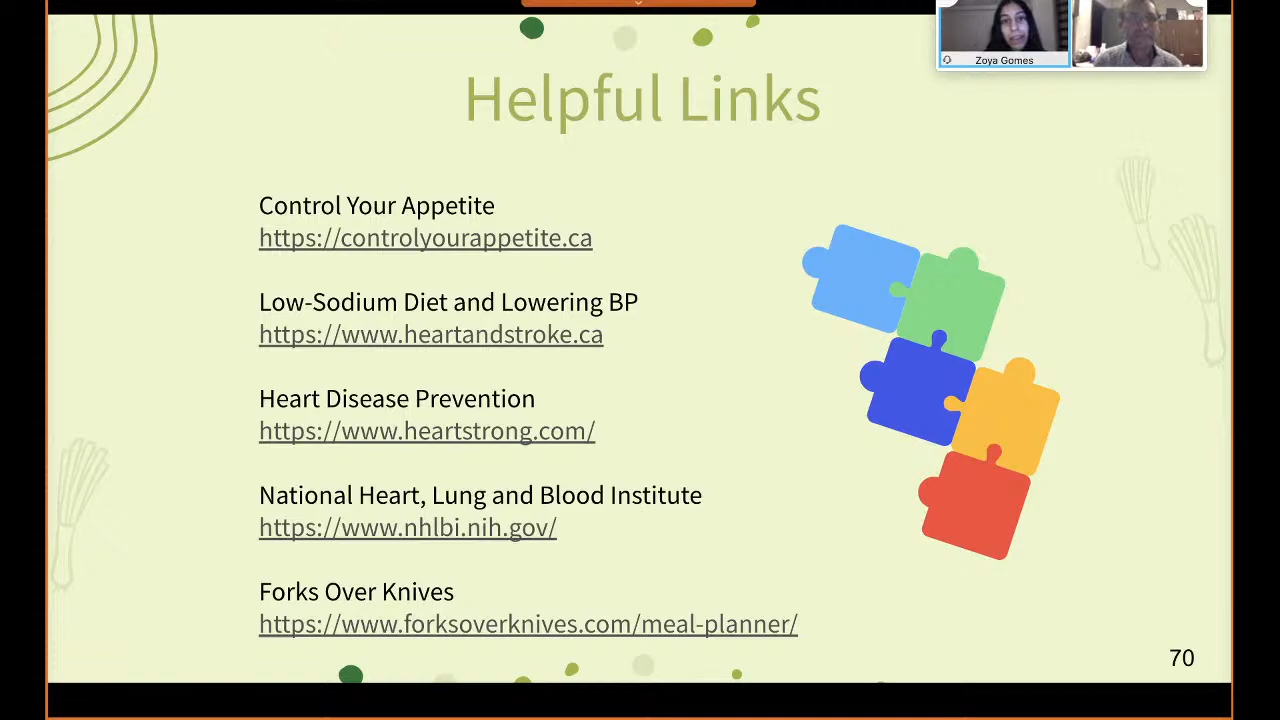 Zoya Gomes
Helpful Links
Control Your Appetite
https://controlyourappetite.ca
Low-Sodium Diet and Lowering BP
https://www.heartandstroke.ca
Heart Disease Prevention
https://www.heartstrong.com/
National Heart, Lung and Blood Institute
https://www.nhlbi.nih.gov/
Forks Over Knives
https://www.forksoverknives.com/meal-planner/
70